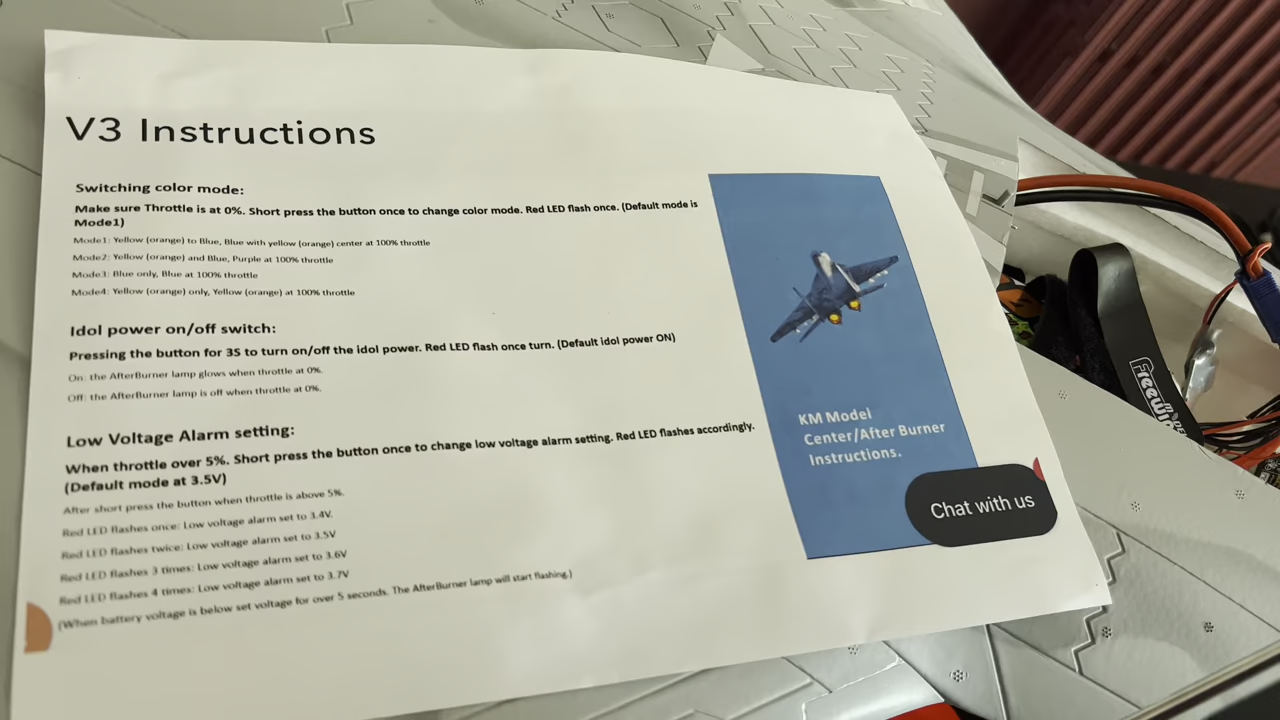 V3 Instructions
Switching color mode:
Make sure Throttle is at 0%. Short press the button once to change color mode. Red LED flash once. (Default mode is
Mode1)
Mode1: Yellow (orange) to Blue, Blue with yellow (orange) center at 100% throttle
Mode2: Yellow (orange) and Blue, Purple at 100% throttle
Mode3: Blue only, Blue at 100% throttle
Mode4: Yellow (orange) only, Yellow (orange) at 100% throttle
Idol power on/off switch:
Pressing the button for 3S to turn on/off the idol power. Red LED flash once turn. (Default idol power ON)
On: the AfterBurner lamp glows when throttle at 0%.
Off: the AfterBurner lamp is off when throttle at 0%.
Low Voltage Alarm setting:
When throttle over 5%. Short press the button once to change low voltage alarm setting. Red LED flashes accordingly.
(Default mode at 3.5V)
After short press the button when throttle is above 5%.
Red LED flashes once: Low voltage alarm set to 3.4V.
Red LED flashes twice: Low voltage alarm set to 3.5V
Red LED flashes 3 times: Low voltage alarm set to 3.6V
Red LED flashes 4 times: Low voltage alarm set to 3.7V
(When battery voltage is below set voltage for over 5 seconds. The AfterBurner lamp will start flashing.)
KM Model
Center/After Burner
Instructions.
Chat with us